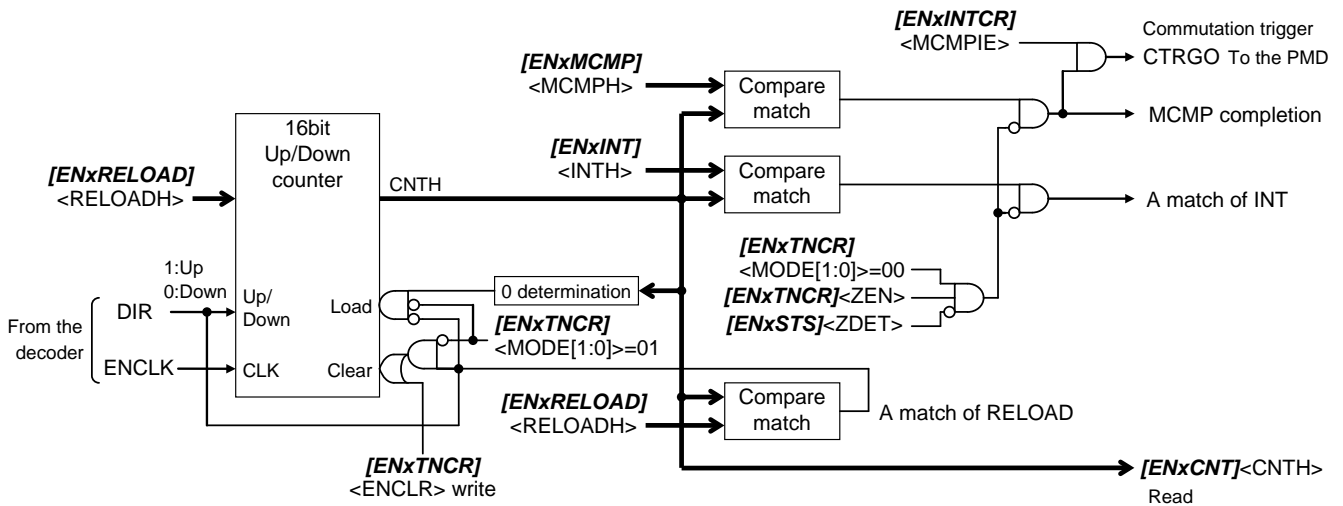 [ENxINTCR]
<MCMPIE>
Commutation trigger
CTRGO To the PMD
[ENxMCMP]
<MCMPH>
Compare
match
MCMP completion
16bit
Up/Down
counter
[ENxINT]
<INTH>
Compare
match
A match of INT
[ENxRELOAD]
<RELOADH>
CNTH
[ENxTNCR]
<MODE[1:0]>=00
[ENxTNCR]<ZEN>
[ENxSTS]<ZDET>
1:Up
0:Down
Up/
Down
Load
0 determination
From the
decoder
DIR
ENCLK
CLK
Clear
[ENxTNCR]
<MODE[1:0]>=01
[ENxRELOAD]
<RELOADH>
Compare
match
A match of RELOAD
[ENxTNCR]
<ENCLR> write
[ENxCNT]<CNTH>
Read